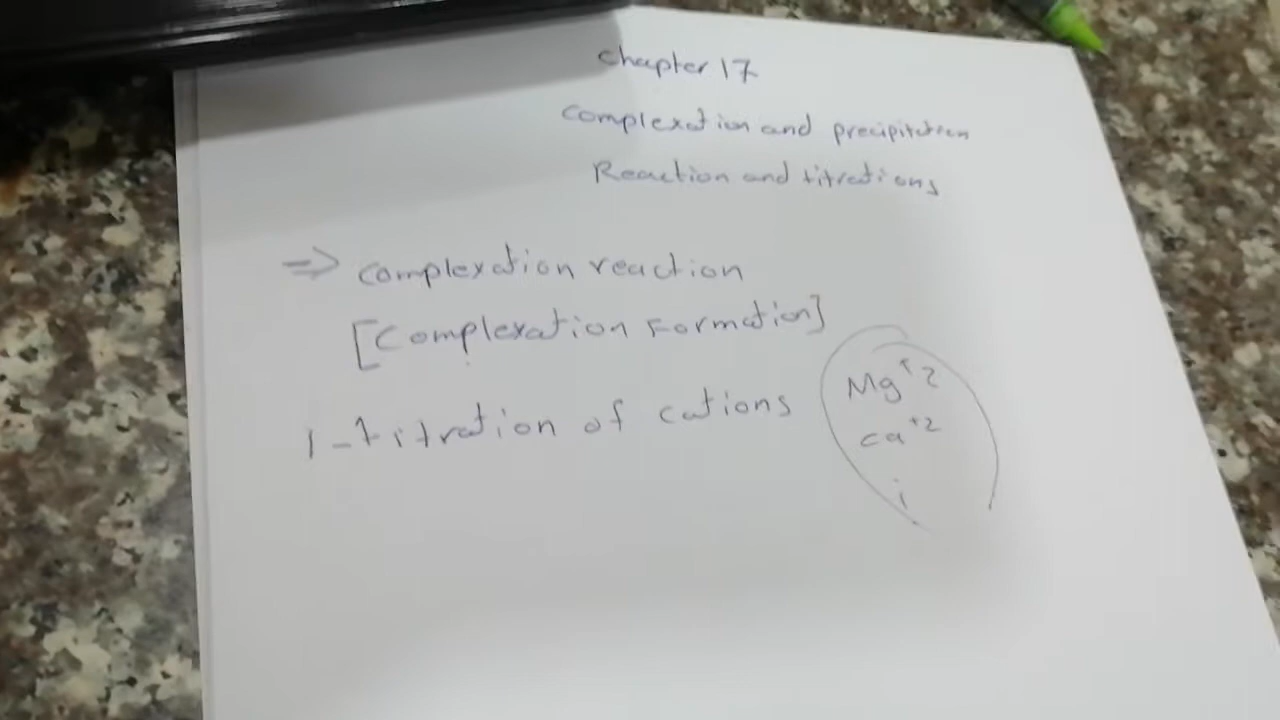 Chapter 17
Complexation and precipitation
Reaction and titrations
⇒ complexation reaction
[Complexation Formation]
1-titration of cations
Mg+2
ca+2
i